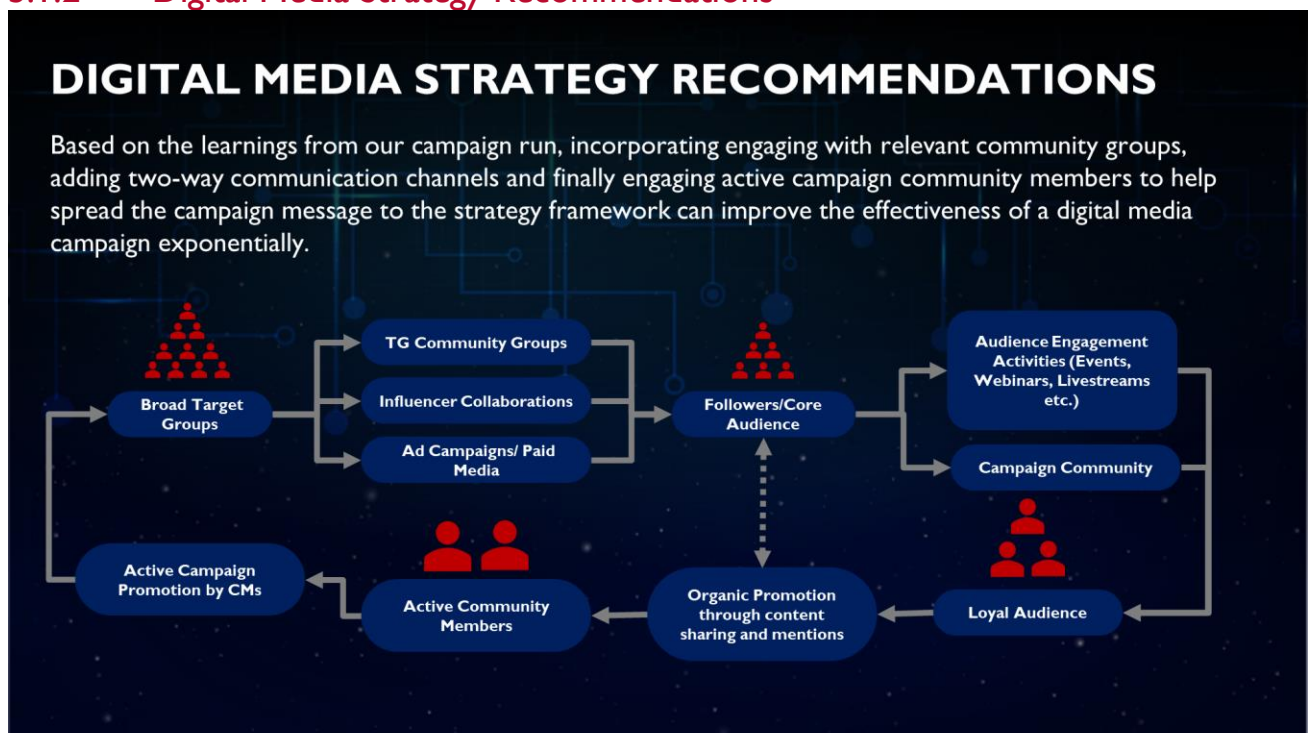 Digital Media Strategy Recommendations
DIGITAL MEDIA STRATEGY RECOMMENDATIONS
Based on the learnings from our campaign run, incorporating engaging with relevant community groups,
adding two-way communication channels and finally engaging active campaign community members to help
spread the campaign message to the strategy framework can improve the effectiveness of a digital media
campaign exponentially.
Broad Target
Groups
TG Community Groups
Influencer Collaborations
Ad Campaigns/ Paid
Media
Followers/Core
Audience
Audience Engagement
Activities (Events,
Webinars, Livestreams
etc.)
Campaign Community
Loyal Audience
Organic Promotion
through content
sharing and mentions
Active Community
Members
Active Campaign
Promotion by CMs